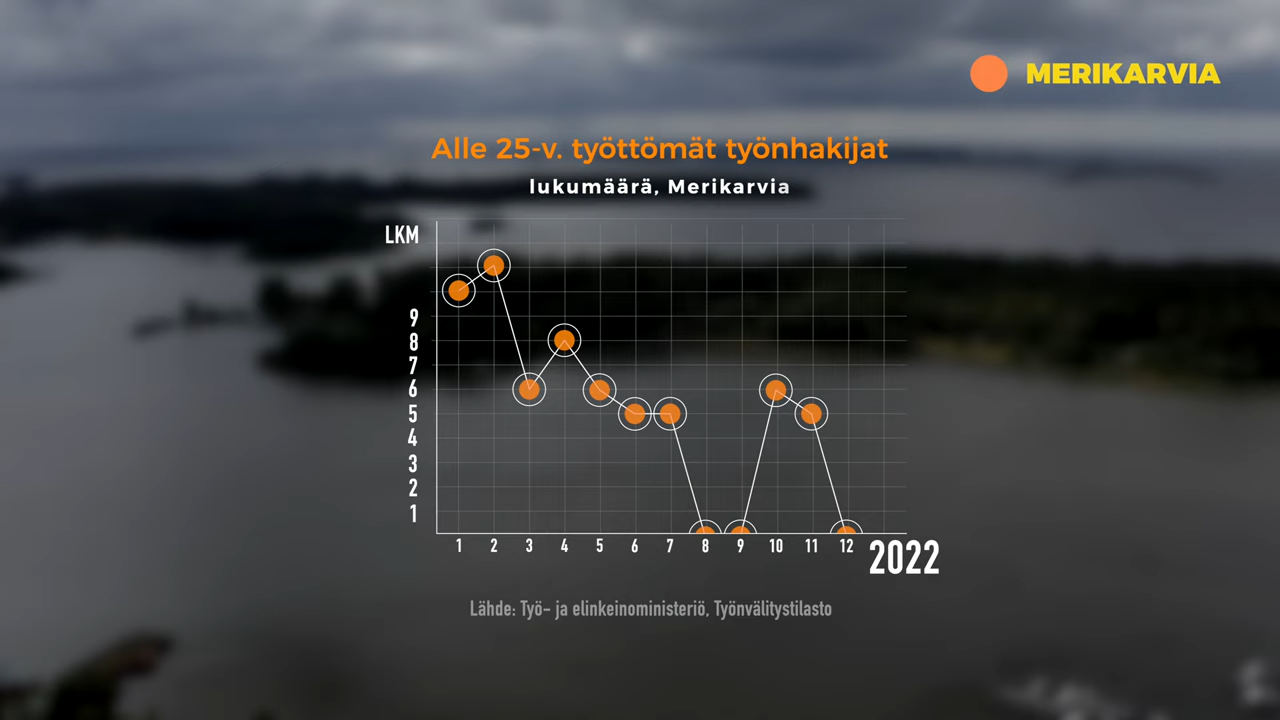 MERIKARVIA
Alle 25-v. työttömät työnhakijat
lukumäärä, Merikarvia
LKM
9
8
7
6
5
4
3
2
1
1 2 3 4 5 6 7 8 9 10 11 12 2022
Lähde: Työ- ja elinkeinoministeriö, Työnvälitystilasto